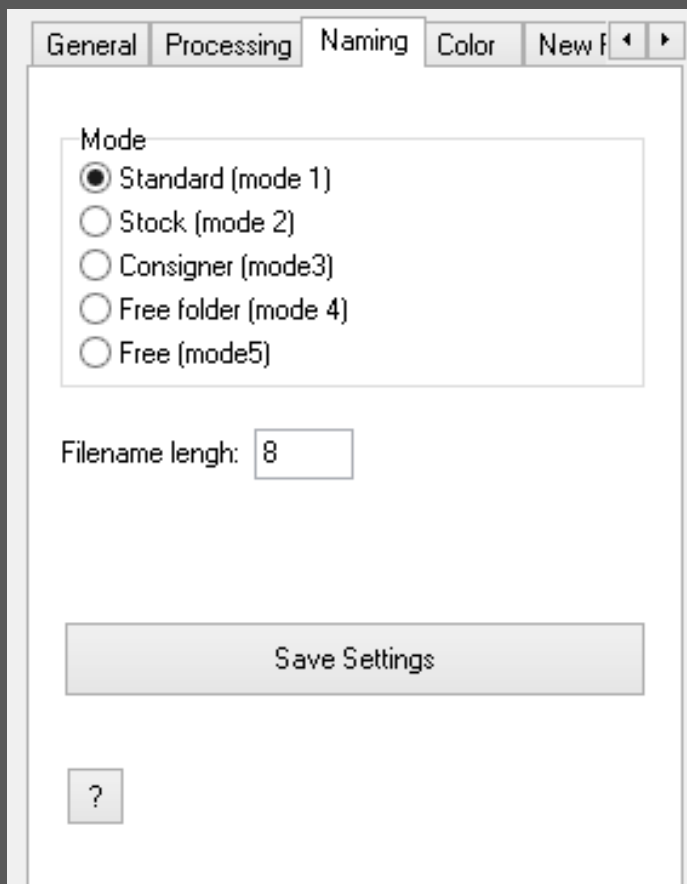 General Processing Naming Color New
Mode
Standard (mode 1)
Stock (mode 2)
Consigner (mode3)
Free folder (mode 4)
Free (mode5)
Filename lengh: 8
Save Settings
?